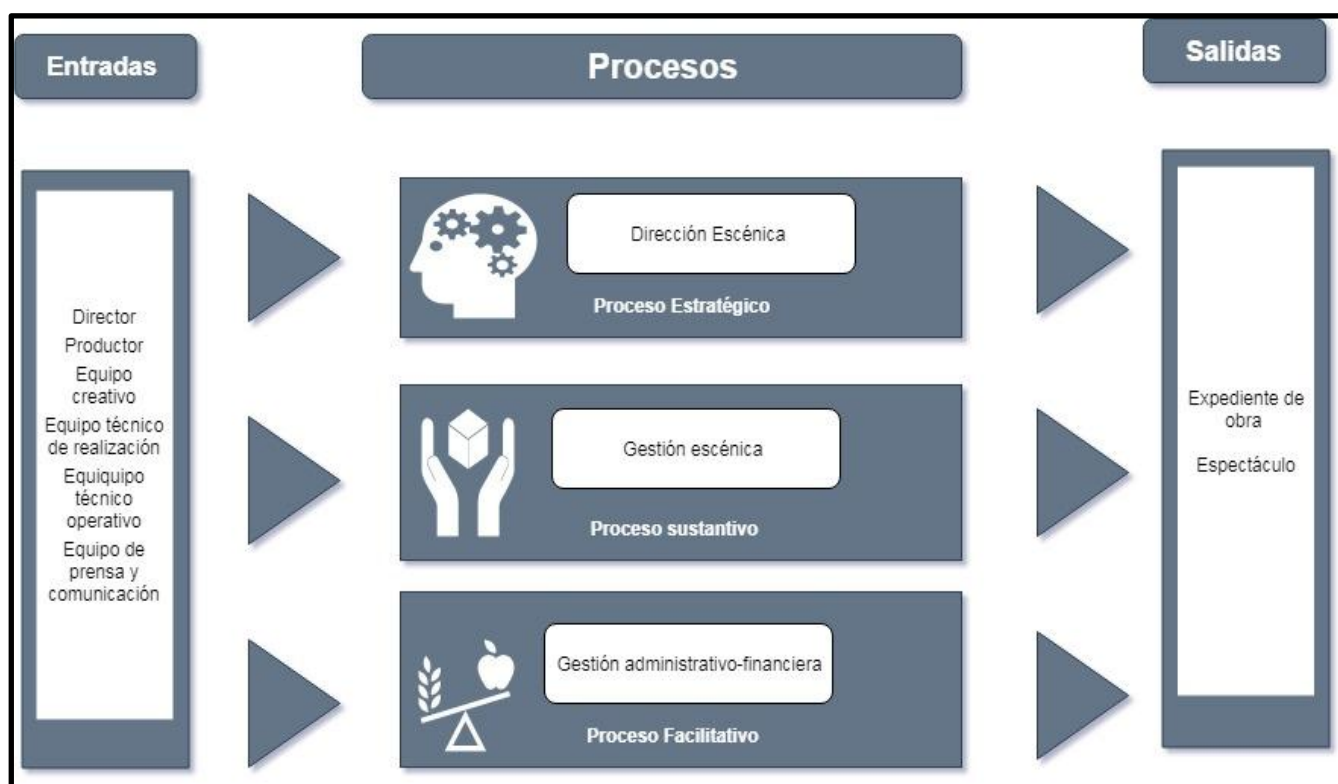 Entradas
Procesos
Salidas
Director
Productor
Equipo
creativo
Equipo técnico
de realización
Equiquipo
técnico
operativo
Equipo de
prensa y
comunicación
Dirección Escénica
Proceso Estratégico
Gestión escénica
Proceso sustantivo
Gestión administrativo-financiera
Proceso Facilitativo
Expediente de
obra
Espectáculo